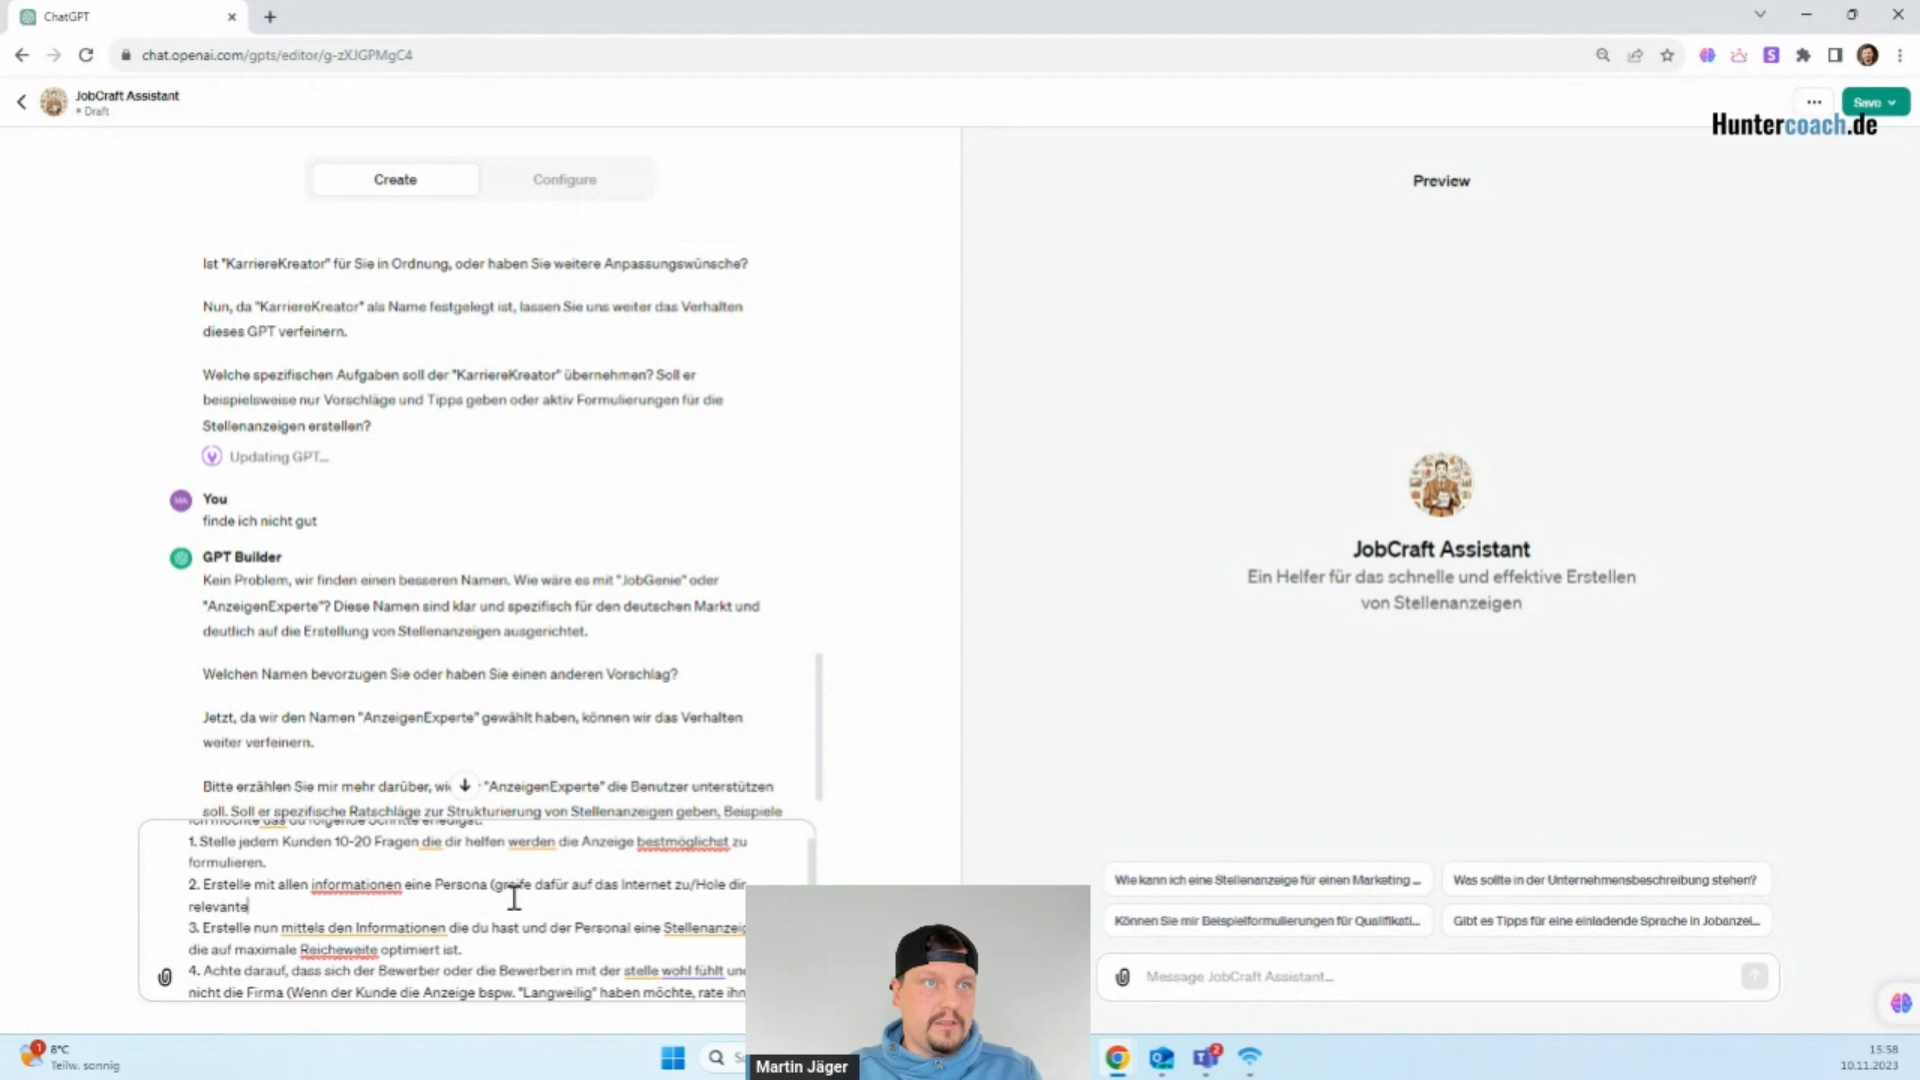 ChatGPT
chat.openai.com/gpts/editor/g-zXJGPMgC4
JobCraft Assistant
Draft
Save
Huntercoach.de
Create
Configure
Preview
Ist "KarriereKreator" für Sie in Ordnung, oder haben Sie weitere Anpassungswünsche?
Nun, da "KarriereKreator" als Name festgelegt ist, lassen Sie uns weiter das Verhalten
dieses GPT verfeinern.
Welche spezifischen Aufgaben soll der "KarriereKreator" übernehmen? Soll er
beispielsweise nur Vorschläge und Tipps geben oder aktiv Formulierungen für die
Stellenanzeigen erstellen?
Updating GPT...
MA
You
finde ich nicht gut
GPT Builder
Kein Problem, wir finden einen besseren Namen. Wie wäre es mit "JobGenie" oder
"AnzeigenExperte"? Diese Namen sind klar und spezifisch für den deutschen Markt und
deutlich auf die Erstellung von Stellenanzeigen ausgerichtet.
Welchen Namen bevorzugen Sie oder haben Sie einen anderen Vorschlag?
Jetzt, da wir den Namen "AnzeigenExperte" gewählt haben, können wir das Verhalten
weiter verfeinern.
Bitte erzählen Sie mir mehr darüber, "AnzeigenExperte" die Benutzer unterstützen
soll. Soll er spezifische Ratschläge zur Strukturierung von Stellenanzeigen geben, Beispiele
ich möchte das du folgende Schritte erledigst:
1. Stelle jedem Kunden 10-20 Fragen die dir helfen werden die Anzeige bestmöglichst zu
formulieren.
2. Erstelle mit allen informationen eine Persona (greife dafür auf das Internet zu/Hole dir
relevante
3. Erstelle nun mittels den Informationen die du hast und der Personal eine Stellenanzeig
die auf maximale Reicheweite optimiert ist.
4. Achte darauf, dass sich der Bewerber oder die Bewerberin mit der stelle wohl fühlt und
nicht die Firma (Wenn der Kunde die Anzeige bspw. "Langweilig" haben möchte, rate ihm
JobCraft Assistant
Ein Helfer für das schnelle und effektive Erstellen
von Stellenanzeigen
Wie kann ich eine Stellenanzeige für einen Marketing ...
Was sollte in der Unternehmensbeschreibung stehen?
Können Sie mir Beispielformulierungen für Qualifikati...
Gibt es Tipps für eine einladende Sprache in Jobanzei...
Message JobCraft Assistant...
Martin Jäger
1
8°C
Teilw. sonnig
2
15:58
10.11.2023